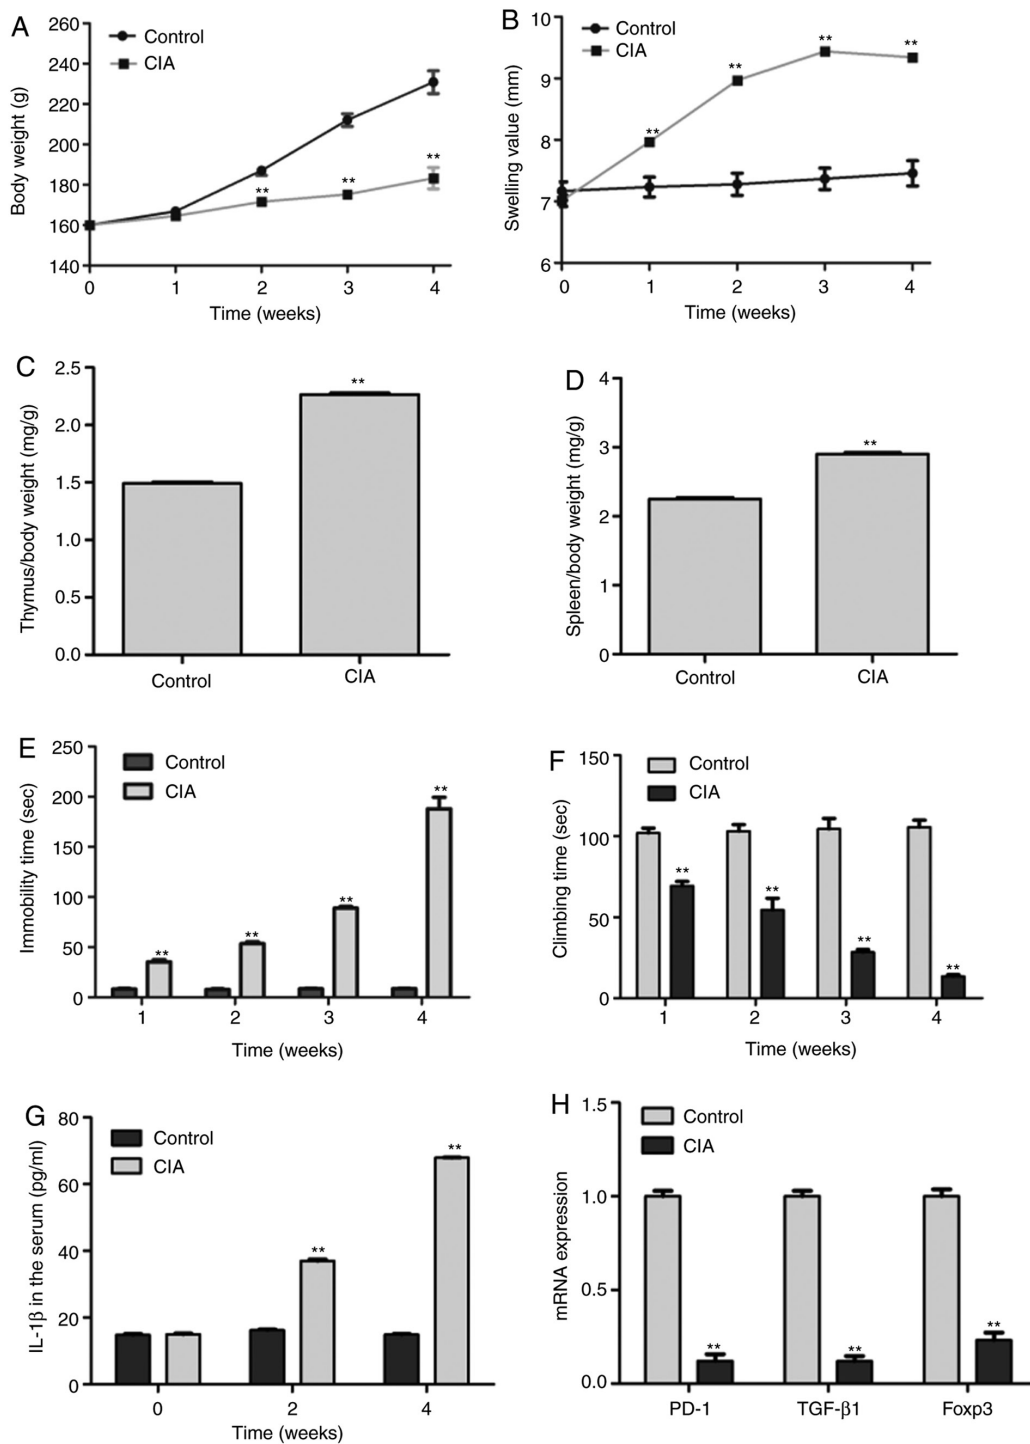 A
Body weight (g)
260
240
220
200
180
160
140
Control
CIA
**
**
**
0 1 2 3 4
Time (weeks)
B
Swelling value (mm)
10
9
8
7
6
Control
CIA
**
**
**
**
0 1 2 3 4
Time (weeks)
C
Thymus/body weight (mg/g)
2.5
2.0
1.5
1.0
0.5
0.0
**
Control CIA
D
Spleen/body weight (mg/g)
4
3
2
1
0
**
Control CIA
E
Immobility time (sec)
250
200
150
100
50
0
Control
CIA
**
**
**
**
1 2 3 4
Time (weeks)
F
Climbing time (sec)
150
100
50
0
Control
CIA
**
**
**
**
1 2 3 4
Time (weeks)
G
IL-1β in the serum (pg/ml)
80
60
40
20
0
Control
CIA
**
**
0 2 4
Time (weeks)
H
mRNA expression
1.5
1.0
0.5
0.0
Control
CIA
**
**
**
PD-1 TGF-β1 Foxp3